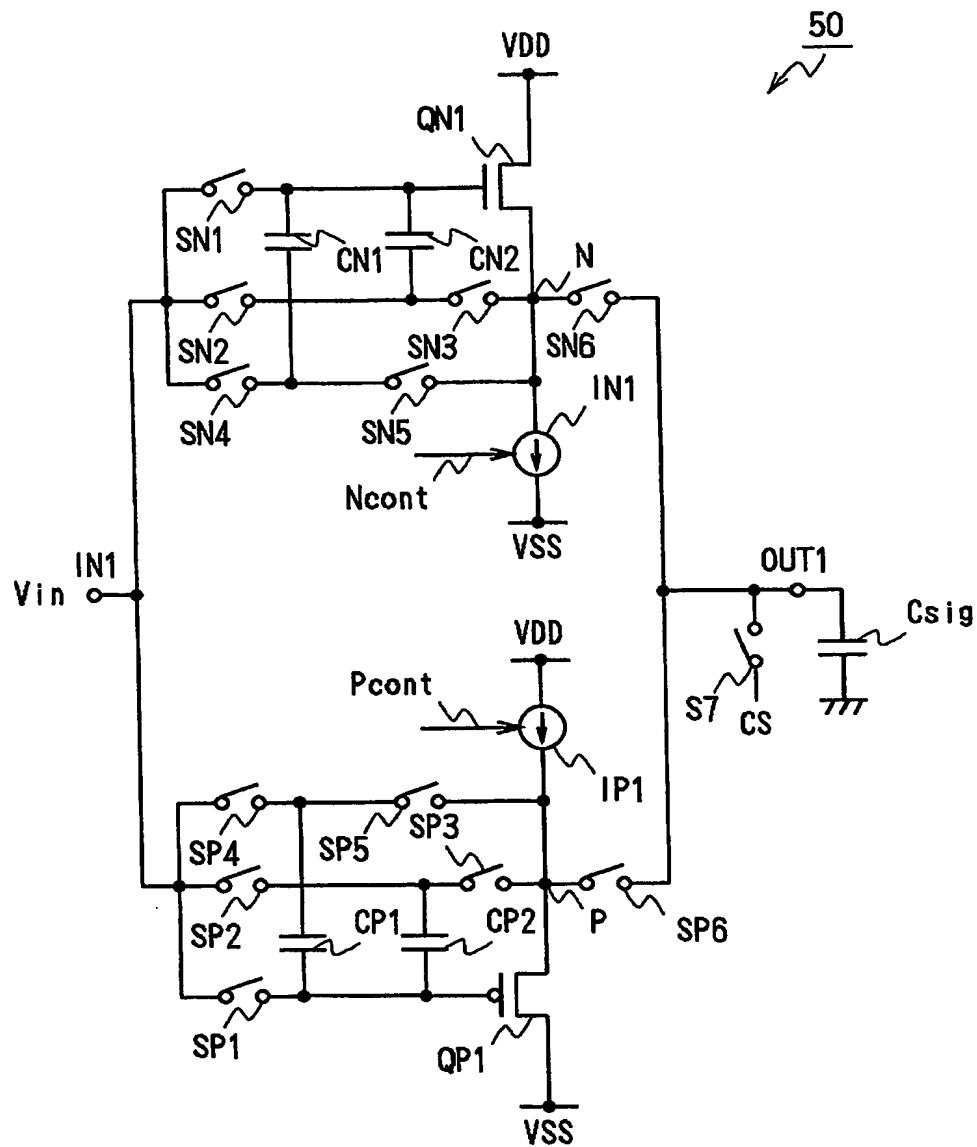 50
VDD
QN1
SN1
CN1
CN2
N
SN2
SN3
SN6
SN4
SN5
IN1
Ncont
VSS
IN1
Vin
OUT1
Csig
VDD
Pcont
S7
CS
IP1
SP4
SP5
SP3
SP2
CP1
CP2
P
SP6
SP1
QP1
VSS